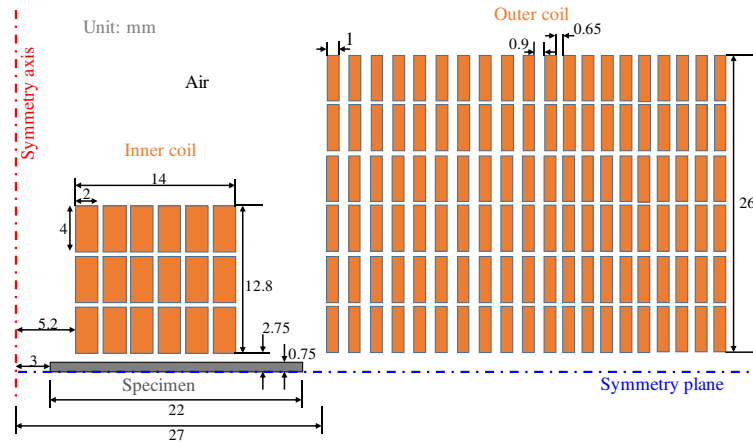 Outer coil
Unit: mm
0.65
0.9
1
Air
Symmetry axis
Inner coil
14
2
4
26
12.8
5.2
2.75
3
0.75
Specimen
Symmetry plane
22
27